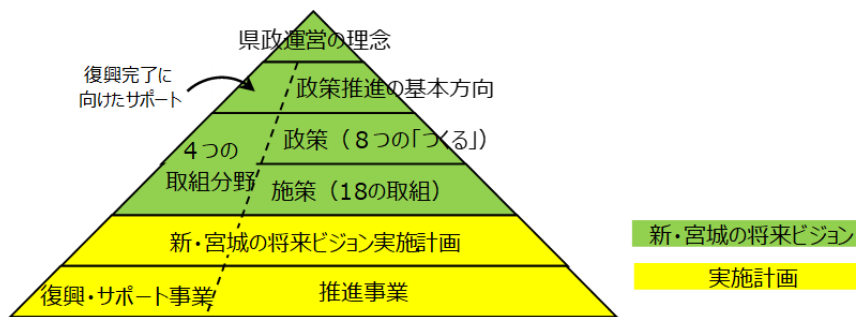 県政運営の理念
復興完了に
向けたサポート
政策推進の基本方向
政策（8つの「つくる」）
4つの
取組分野
施策（18の取組）
新・宮城の将来ビジョン実施計画
新・宮城の将来ビジョン
実施計画
復興・サポート事業
推進事業